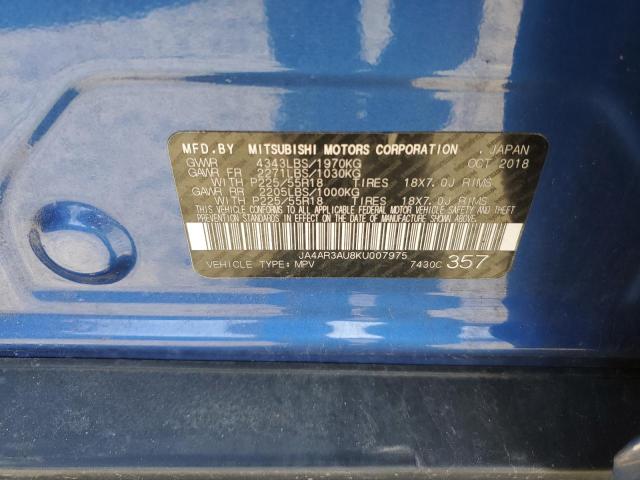 MFD.BY MITSUBISHI MOTORS CORPORATION . JAPAN
GVWR 4343LBS/1970KG OCT 2018
GAWR FR 2271LBS/1030KG
WITH P225/55R18 TIRES 18X7.0J RIMS
GAWR RR 2205LBS/1000KG
WITH P225/55R18 TIRES 18X7.0J RIMS
THIS VEHICLE CONFORMS TO ALL APPLICABLE FEDERAL MOTOR VEHICLE SAFETY AND THEFT
PREVENTION STANDARDS IN EFFECT ON THE DATE OF MANUFACTURE SHOWN ABOVE.
JA4AR3AU8KU007975
VEHICLE TYPE: MPV 7430C 357